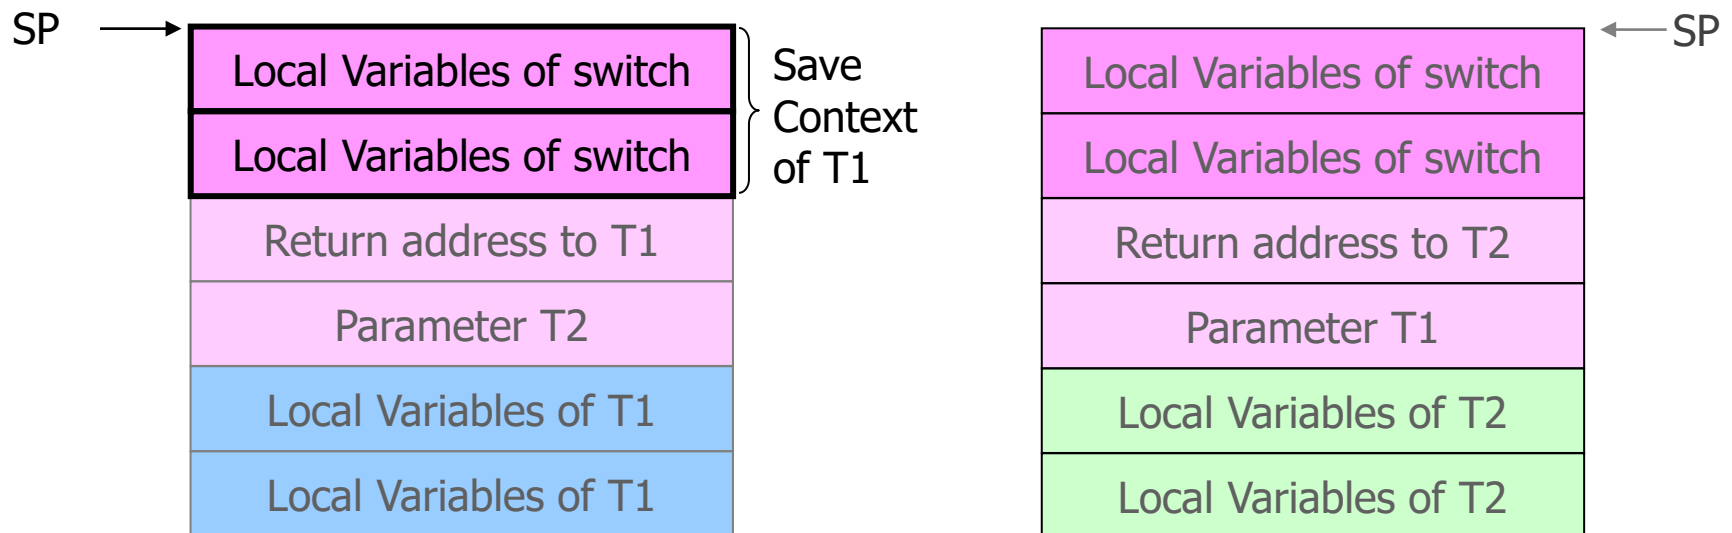 SP
Local Variables of switch
Local Variables of switch
Return address to T1
Parameter T2
Local Variables of T1
Local Variables of T1
Save
Context
of T1
SP
Local Variables of switch
Local Variables of switch
Return address to T2
Parameter T1
Local Variables of T2
Local Variables of T2